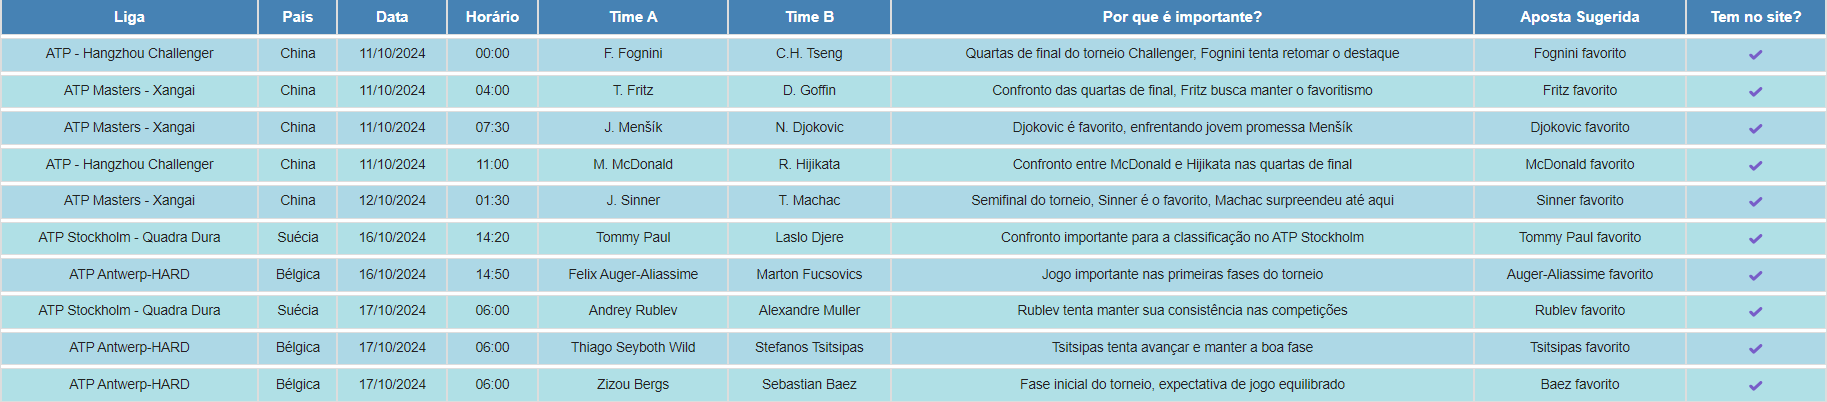 Liga País Data Horário Time A Time B Por que é importante? Aposta Sugerida Tem no site?
ATP - Hangzhou Challenger China 11/10/2024 00:00 F. Fognini C.H. Tseng Quartas de final do torneio Challenger, Fognini tenta retomar o destaque Fognini favorito ✓
ATP Masters - Xangai China 11/10/2024 04:00 T. Fritz D. Goffin Confronto das quartas de final, Fritz busca manter o favoritismo Fritz favorito ✓
ATP Masters - Xangai China 11/10/2024 07:30 J. Menšík N. Djokovic Djokovic é favorito, enfrentando jovem promessa Menšík Djokovic favorito ✓
ATP - Hangzhou Challenger China 11/10/2024 11:00 M. McDonald R. Hijikata Confronto entre McDonald e Hijikata nas quartas de final McDonald favorito ✓
ATP Masters - Xangai China 12/10/2024 01:30 J. Sinner T. Machac Semifinal do torneio, Sinner é o favorito, Machac surpreendeu até aqui Sinner favorito ✓
ATP Stockholm - Quadra Dura Suécia 16/10/2024 14:20 Tommy Paul Laslo Djere Confronto importante para a classificação no ATP Stockholm Tommy Paul favorito ✓
ATP Antwerp-HARD Bélgica 16/10/2024 14:50 Felix Auger-Aliassime Marton Fucsovics Jogo importante nas primeiras fases do torneio Auger-Aliassime favorito ✓
ATP Stockholm - Quadra Dura Suécia 17/10/2024 06:00 Andrey Rublev Alexandre Muller Rublev tenta manter sua consistência nas competições Rublev favorito ✓
ATP Antwerp-HARD Bélgica 17/10/2024 06:00 Thiago Seyboth Wild Stefanos Tsitsipas Tsitsipas tenta avançar e manter a boa fase Tsitsipas favorito ✓
ATP Antwerp-HARD Bélgica 17/10/2024 06:00 Zizou Bergs Sebastian Baez Fase inicial do torneio, expectativa de jogo equilibrado Baez favorito ✓